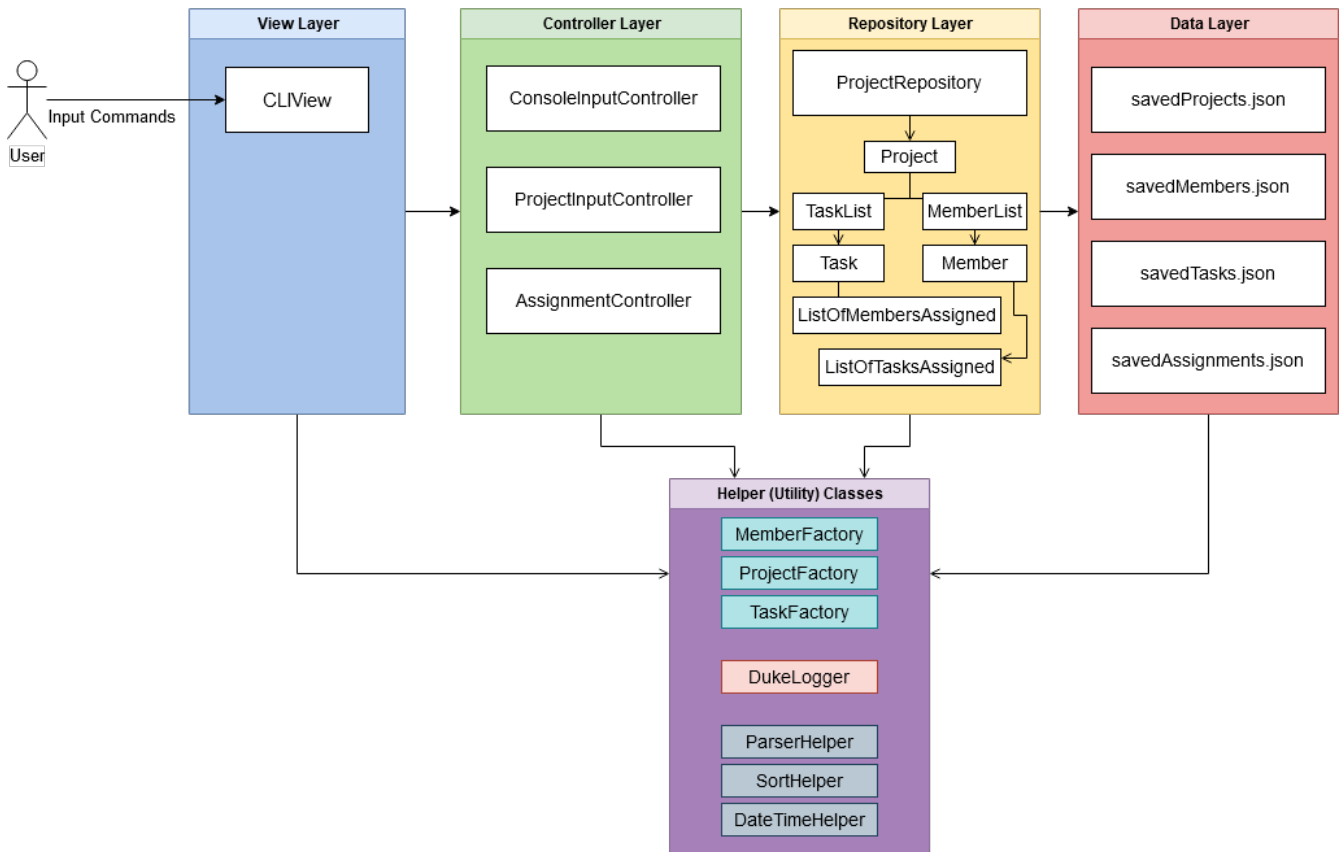 View Layer
Controller Layer
Repository Layer
Data Layer
User
Input Commands
CLIView
ConsoleInputController
ProjectInputController
AssignmentController
ProjectRepository
Project
TaskList
MemberList
Task
Member
ListOfMembersAssigned
ListOfTasksAssigned
savedProjects.json
savedMembers.json
savedTasks.json
savedAssignments.json
Helper (Utility) Classes
MemberFactory
ProjectFactory
TaskFactory
DukeLogger
ParserHelper
SortHelper
DateTimeHelper